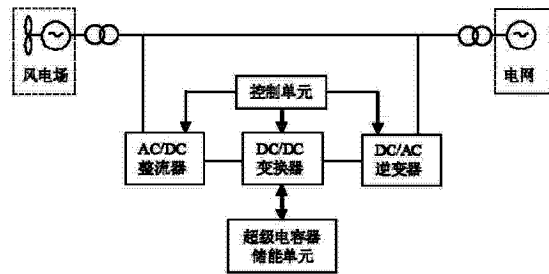 风电场
电网
控制单元
AC/DC
整流器
DC/DC
变换器
DC/AC
逆变器
超级电容器
储能单元